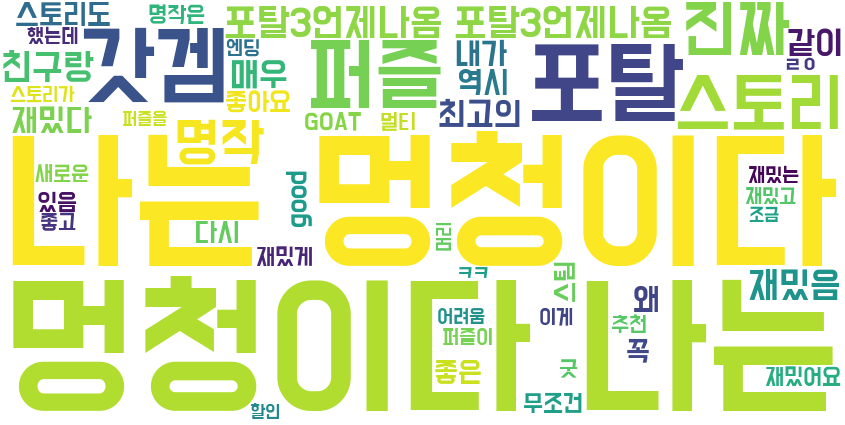 스토리도 명작은 포탈3언제나옴 포탈3언제나옴 진짜 같이
했는데 갓겜 엔딩 퍼즐 내가 포탈 ㄹㅇ
친구랑 매우 역시 스토리
스토리가 좋아요 최고의
재밌다 퍼즐을 명작 GOAT 멀티
나는 멍청이다
새로운 good 재밌는
있음 재밌고
좋고 다시 머리 조금
재밌게 ㅋㅋ 스팀 재밌음
멍청이다 나는
어려움 이게 왜
퍼즐이 추천 꼭
좋은 굿 재밌어요
할인 무조건